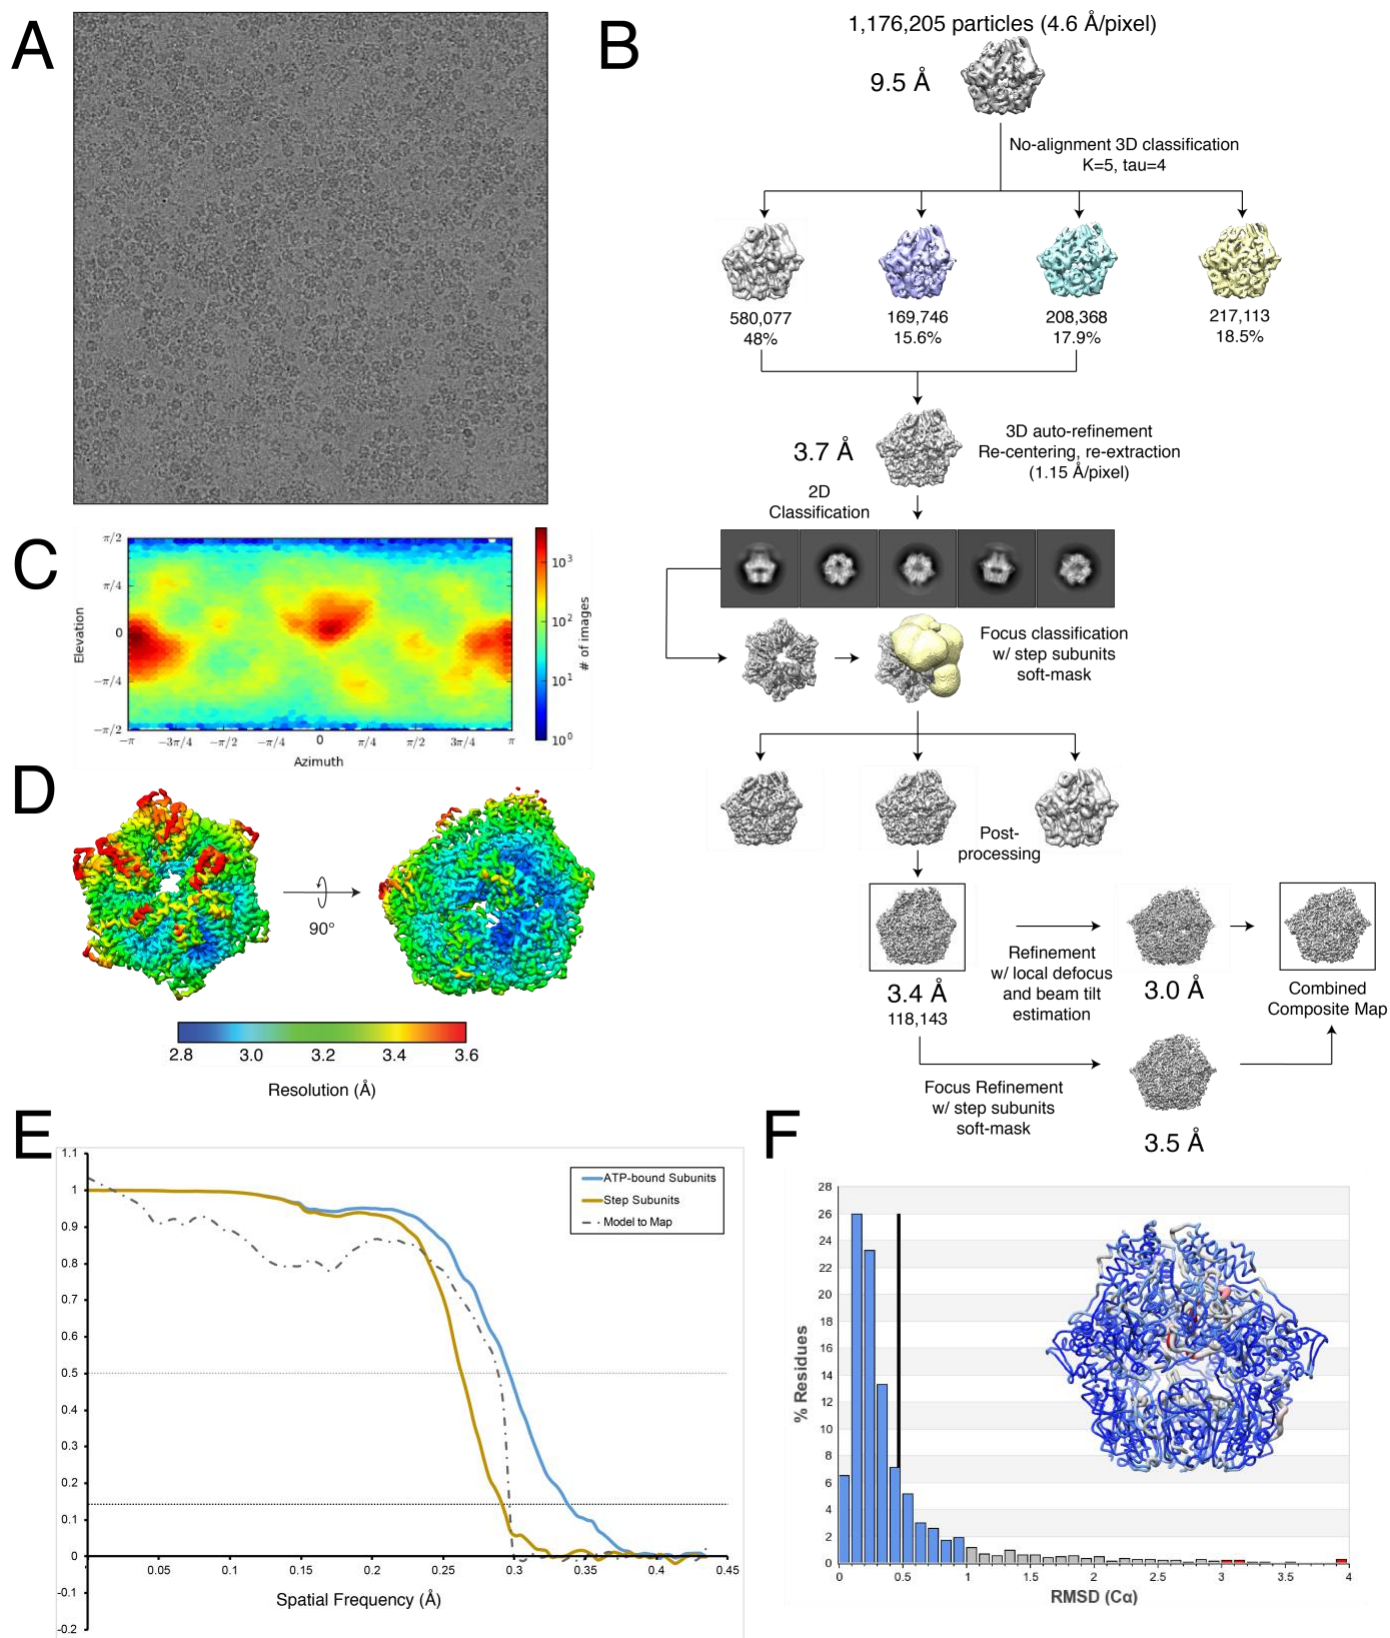 A
B
1,176,205 particles (4.6 Å/pixel)
9.5 Å
No-alignment 3D classification
K=5, tau=4
580,077
48%
169,746
15.6%
208,368
17.9%
217,113
18.5%
3.7 Å
3D auto-refinement
Re-centering, re-extraction
(1.15 Å/pixel)
2D
Classification
Focus classification
w/ step subunits
soft-mask
Post-
processing
3.4 Å
118,143
Refinement
w/ local defocus
and beam tilt
estimation
3.0 Å
Combined
Composite Map
Focus Refinement
w/ step subunits
soft-mask
3.5 Å
C
π/2
π/4
0
−π/4
−π/2
Elevation
−π
−3π/4
−π/2
−π/4
0
π/4
π/2
3π/4
π
Azimuth
10³
10²
10¹
10⁰
# of images
D
90°
2.8
3.0
3.2
3.4
3.6
Resolution (Å)
E
1.1
1
0.9
0.8
0.7
0.6
0.5
0.4
0.3
0.2
0.1
0
-0.1
-0.2
0.05
0.1
0.15
0.2
0.25
0.3
0.35
0.4
0.45
Spatial Frequency (Å)
ATP-bound Subunits
Step Subunits
Model to Map
F
28
26
24
22
20
18
16
14
12
10
8
6
4
2
0
% Residues
0
0.5
1
1.5
2
2.5
3
3.5
4
RMSD (Cα)